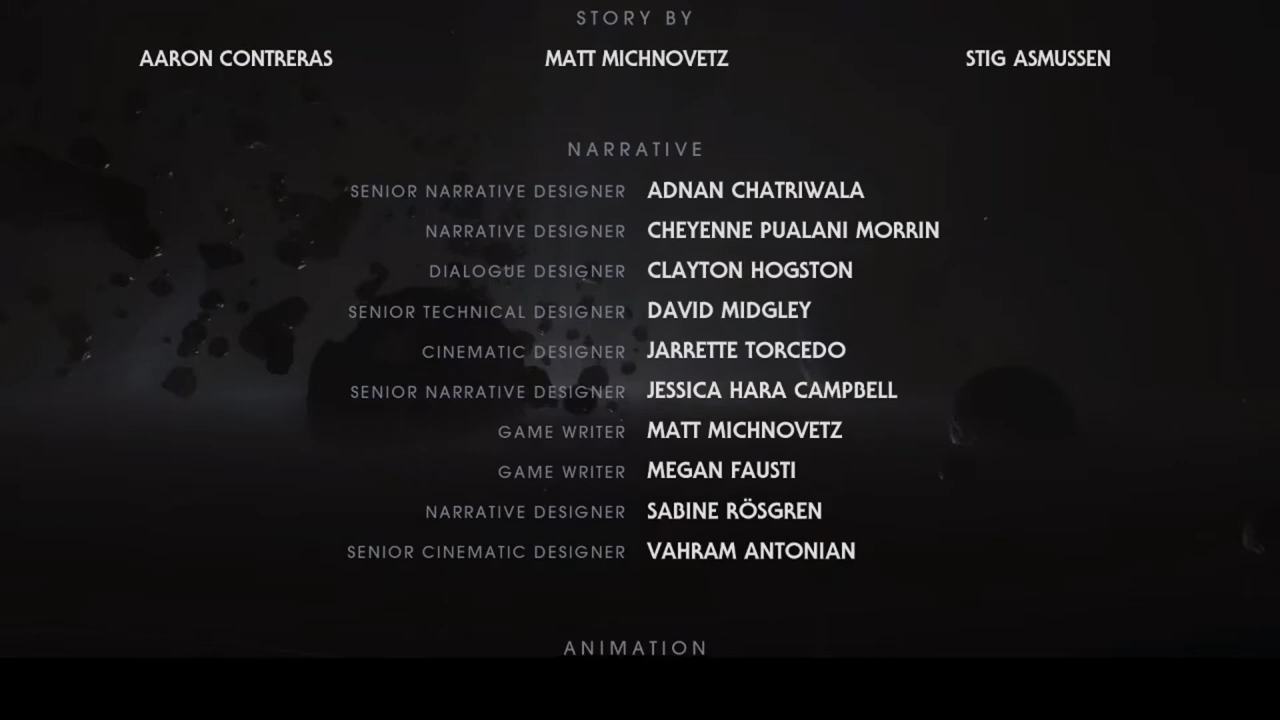 STORY BY
AARON CONTRERAS MATT MICHNOVETZ STIG ASMUSSEN
NARRATIVE
SENIOR NARRATIVE DESIGNER ADNAN CHATRIWALA
NARRATIVE DESIGNER CHEYENNE PUALANI MORRIN
DIALOGUE DESIGNER CLAYTON HOGSTON
SENIOR TECHNICAL DESIGNER DAVID MIDGLEY
CINEMATIC DESIGNER JARRETTE TORCEDO
SENIOR NARRATIVE DESIGNER JESSICA HARA CAMPBELL
GAME WRITER MATT MICHNOVETZ
GAME WRITER MEGAN FAUSTI
NARRATIVE DESIGNER SABINE RÖSGREN
SENIOR CINEMATIC DESIGNER VAHRAM ANTONIAN
ANIMATION